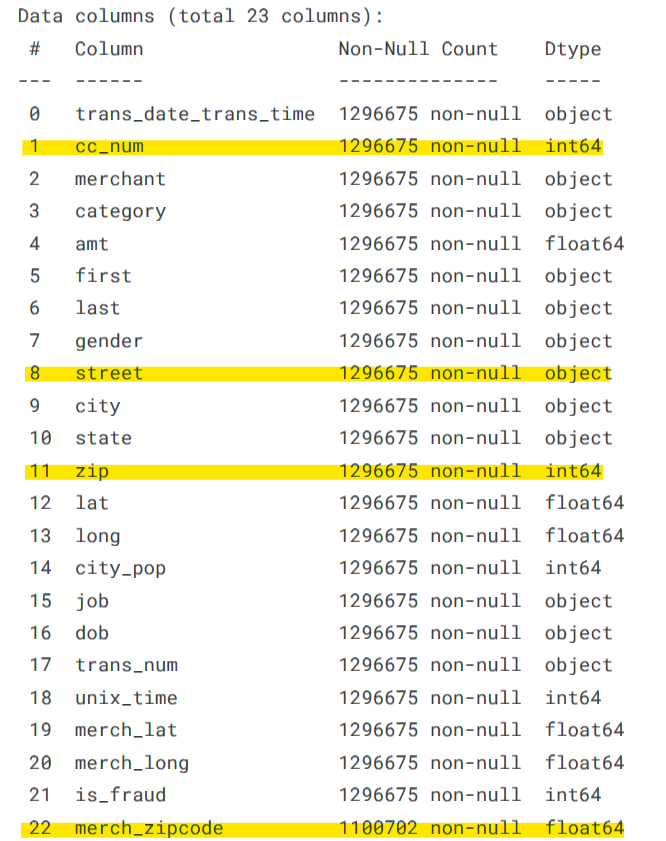 Data columns (total 23 columns):
 #   Column                 Non-Null Count    Dtype
---  ------                 --------------    -----
 0   trans_date_trans_time  1296675 non-null  object
 1   cc_num                 1296675 non-null  int64
 2   merchant               1296675 non-null  object
 3   category               1296675 non-null  object
 4   amt                    1296675 non-null  float64
 5   first                  1296675 non-null  object
 6   last                   1296675 non-null  object
 7   gender                 1296675 non-null  object
 8   street                 1296675 non-null  object
 9   city                   1296675 non-null  object
 10  state                  1296675 non-null  object
 11  zip                    1296675 non-null  int64
 12  lat                    1296675 non-null  float64
 13  long                   1296675 non-null  float64
 14  city_pop               1296675 non-null  int64
 15  job                    1296675 non-null  object
 16  dob                    1296675 non-null  object
 17  trans_num              1296675 non-null  object
 18  unix_time              1296675 non-null  int64
 19  merch_lat              1296675 non-null  float64
 20  merch_long             1296675 non-null  float64
 21  is_fraud               1296675 non-null  int64
 22  merch_zipcode          1100702 non-null  float64